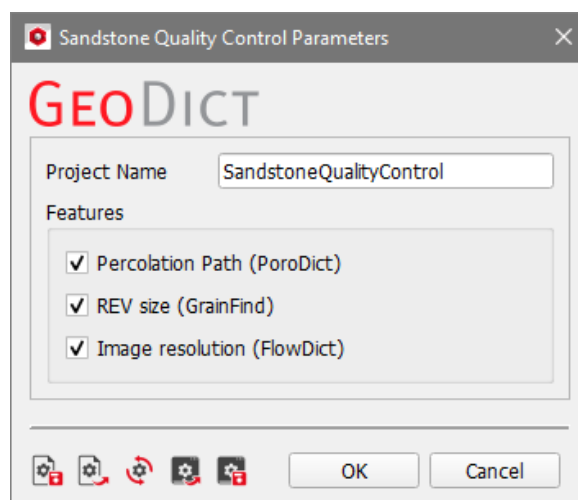 Sandstone Quality Control Parameters
GEODICT
Project Name SandstoneQualityControl
Features
Percolation Path (PoroDict)
REV size (GrainFind)
Image resolution (FlowDict)
OK Cancel